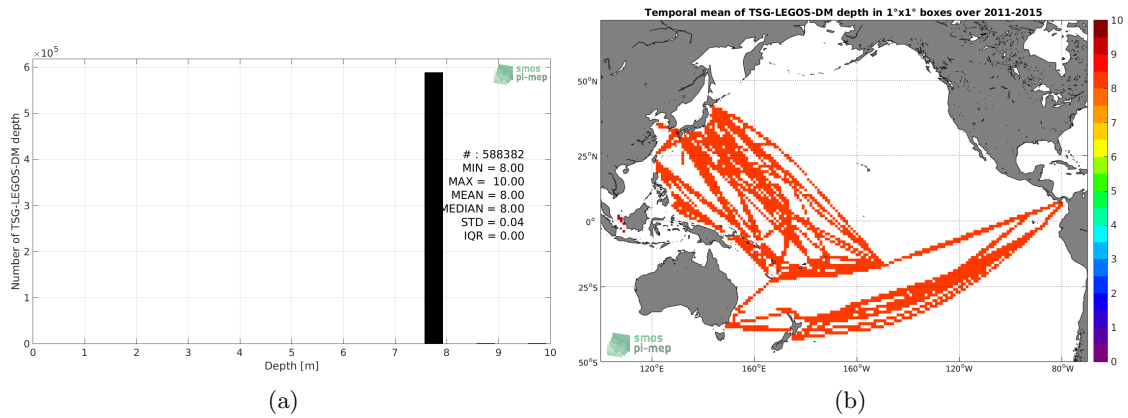 ×10⁵
6
5
4
3
2
1
0
Number of TSG-LEGOS-DM depth
smos
pi-mep
# : 588382
MIN = 8.00
MAX = 10.00
MEAN = 8.00
MEDIAN = 8.00
STD = 0.04
IQR = 0.00
0 1 2 3 4 5 6 7 8 9 10
Depth [m]
(a)
Temporal mean of TSG-LEGOS-DM depth in 1°x1° boxes over 2011-2015
50°N
25°N
0°
25°S
50°S
120°E
160°E
160°W
120°W
80°W
smos
pi-mep
10
9
8
7
6
5
4
3
2
1
0
(b)